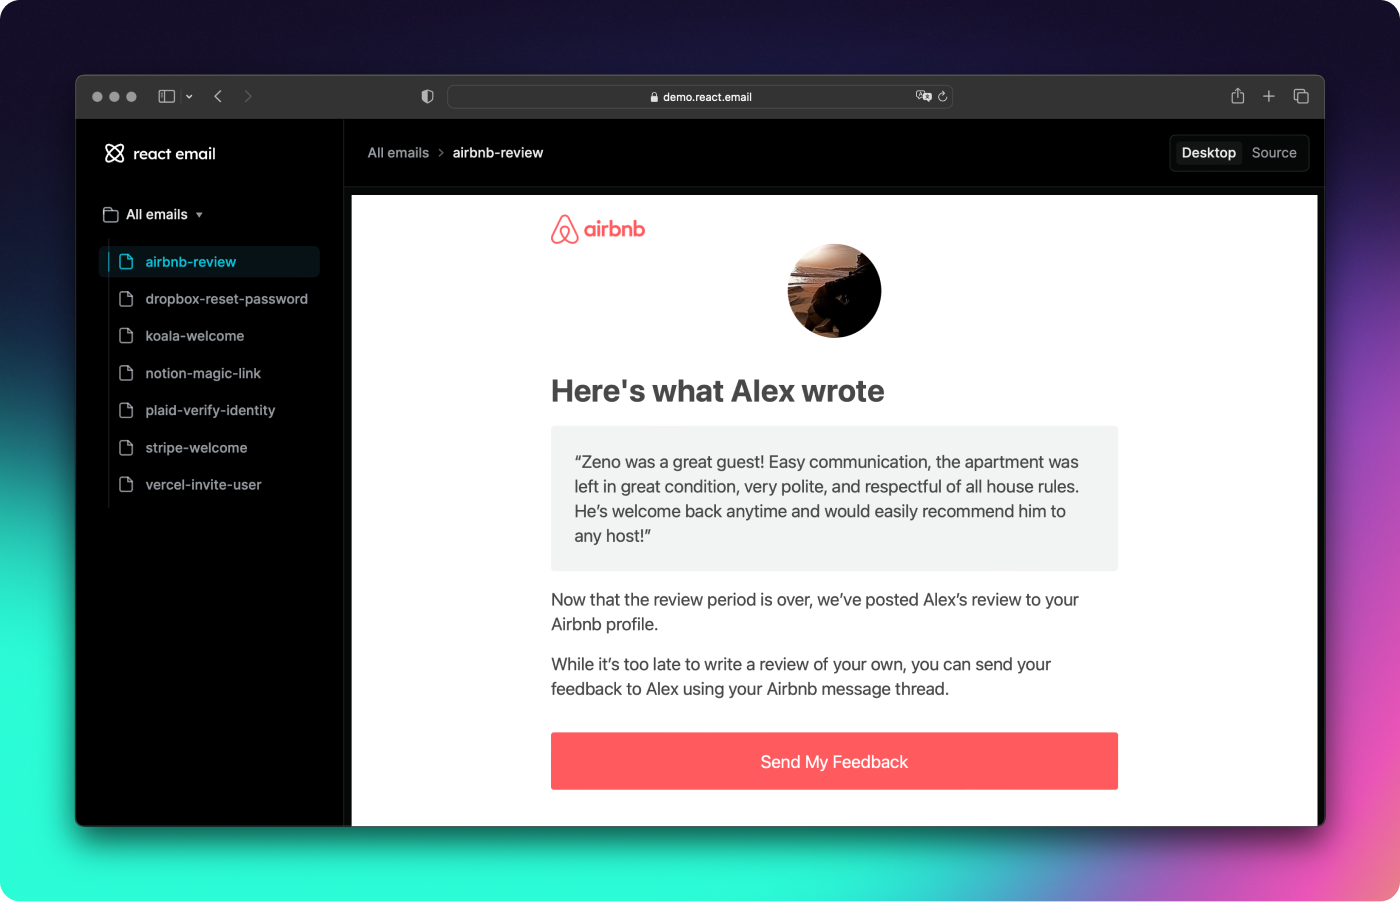 demo.react.email
react email
All emails > airbnb-review
Desktop Source
All emails
airbnb-review
dropbox-reset-password
koala-welcome
notion-magic-link
plaid-verify-identity
stripe-welcome
vercel-invite-user
airbnb
Here's what Alex wrote
“Zeno was a great guest! Easy communication, the apartment was
left in great condition, very polite, and respectful of all house rules.
He’s welcome back anytime and would easily recommend him to
any host!”
Now that the review period is over, we’ve posted Alex’s review to your
Airbnb profile.
While it’s too late to write a review of your own, you can send your
feedback to Alex using your Airbnb message thread.
Send My Feedback